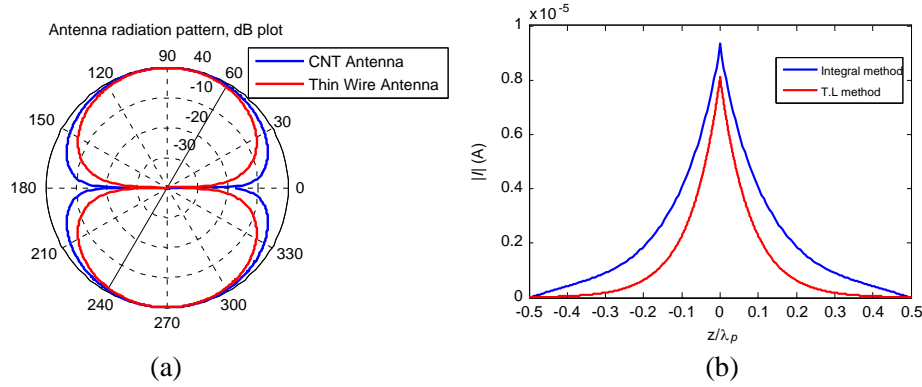 Antenna radiation pattern, dB plot
CNT Antenna
Thin Wire Antenna
90
40
120
60
-10
150
-20
30
-30
180
0
210
330
240
300
270
(a)
1 x 10^-5
Integral method
T.L method
0.8
0.6
0.4
0.2
0
|I| (A)
-0.5 -0.4 -0.3 -0.2 -0.1 0 0.1 0.2 0.3 0.4 0.5
z/λp
(b)